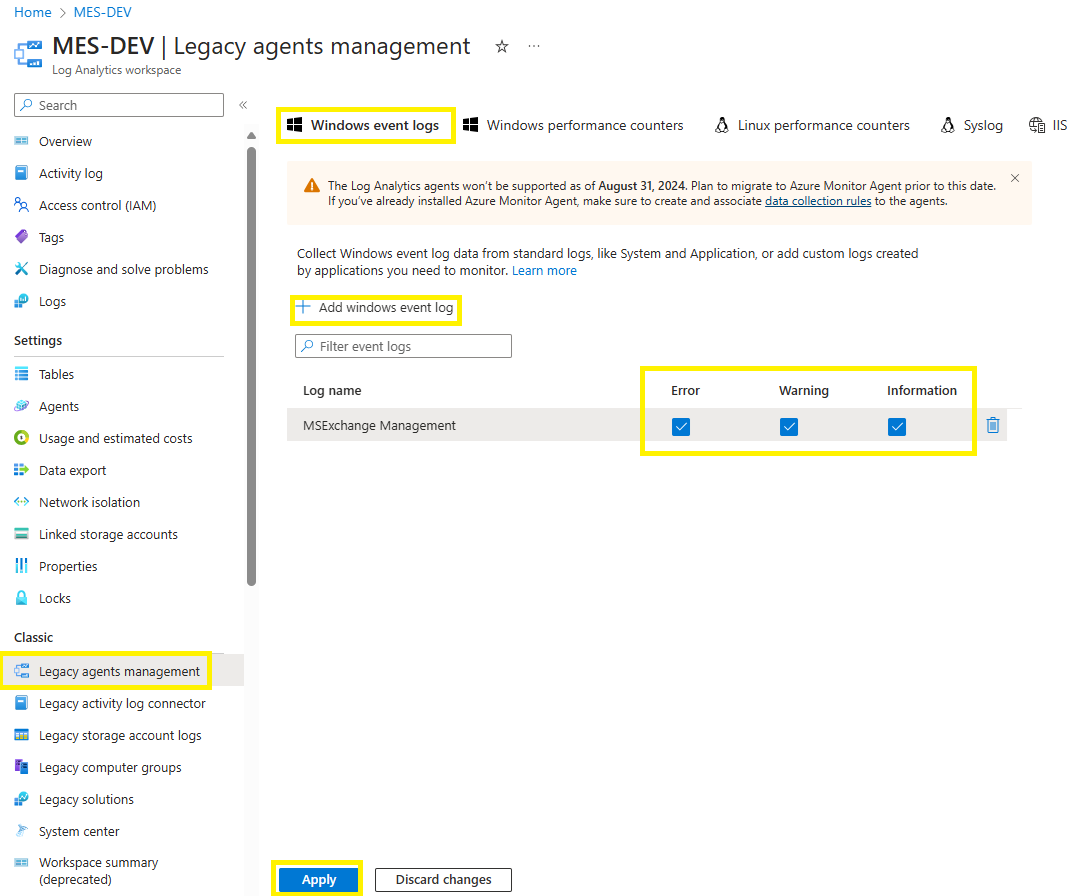 Home > MES-DEV
MES-DEV | Legacy agents management
Log Analytics workspace
Search
Overview
Activity log
Access control (IAM)
Tags
Diagnose and solve problems
Logs
Settings
Tables
Agents
Usage and estimated costs
Data export
Network isolation
Linked storage accounts
Properties
Locks
Classic
Legacy agents management
Legacy activity log connector
Legacy storage account logs
Legacy computer groups
Legacy solutions
System center
Workspace summary
(deprecated)
Windows event logs Windows performance counters Linux performance counters Syslog IIS
The Log Analytics agents won't be supported as of August 31, 2024. Plan to migrate to Azure Monitor Agent prior to this date.
If you've already installed Azure Monitor Agent, make sure to create and associate data collection rules to the agents.
Collect Windows event log data from standard logs, like System and Application, or add custom logs created
by applications you need to monitor. Learn more
Add windows event log
Filter event logs
Log name Error Warning Information
MSExchange Management
Apply Discard changes